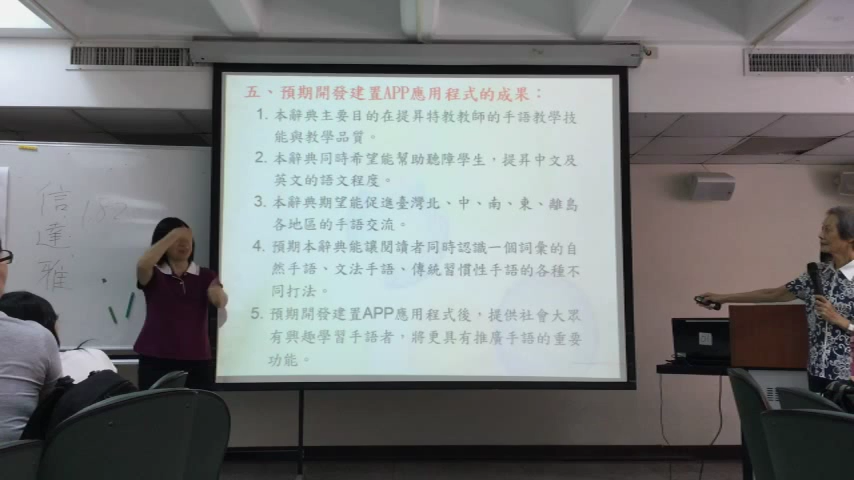 五、預期開發建置APP應用程式的成果：
1. 本辭典主要目的在提昇特教教師的手語教學技
能與教學品質。
2. 本辭典同時希望能幫助聽障學生，提昇中文及
英文的語文程度。
3. 本辭典期望能促進臺灣北、中、南、東、離島
各地區的手語交流。
4. 預期本辭典能讓閱讀者同時認識一個詞彙的自
然手語、文法手語、傳統習慣性手語的各種不
同打法。
5. 預期開發建置APP應用程式後，提供社會大眾
有興趣學習手語者，將更具有推廣手語的重要
功能。
信達雅